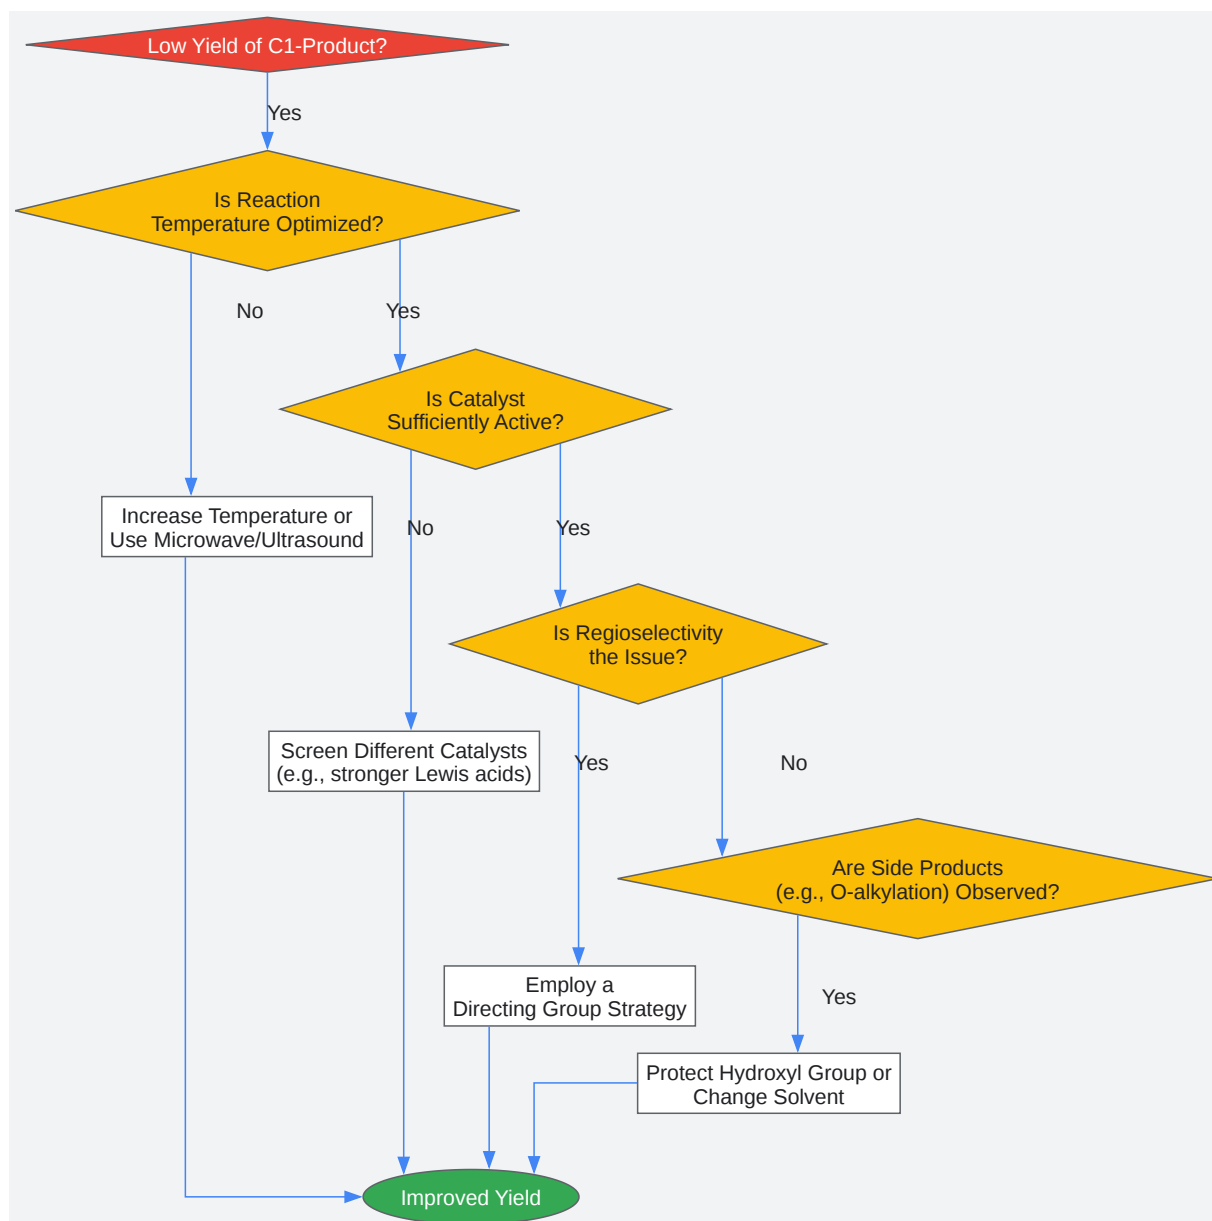 Low Yield of C1-Product?
Yes
Is Reaction
Temperature Optimized?
No
Yes
Is Catalyst
Sufficiently Active?
Increase Temperature or
Use Microwave/Ultrasound
No
Yes
Is Regioselectivity
the Issue?
Screen Different Catalysts
(e.g., stronger Lewis acids)
Yes
No
Are Side Products
(e.g., O-alkylation) Observed?
Employ a
Directing Group Strategy
Yes
Protect Hydroxyl Group or
Change Solvent
Improved Yield